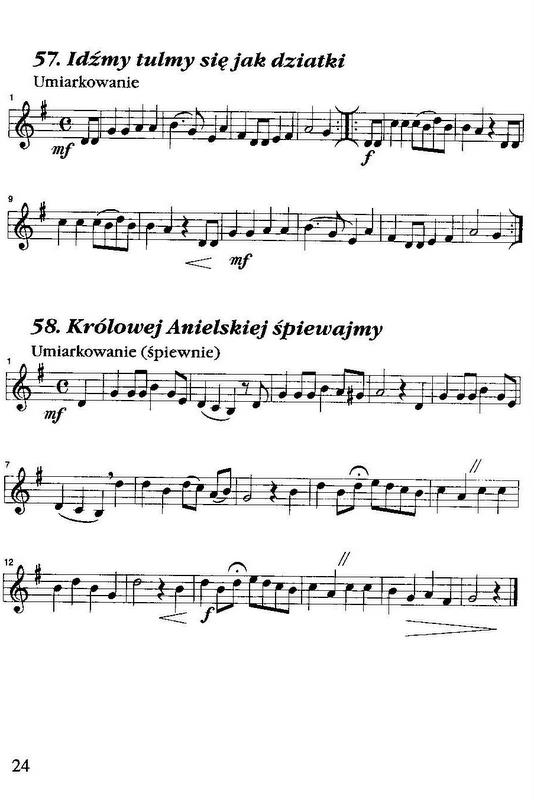 57. Idźmy tulmy się jak dziatki
Umiarkowanie
1
mf
f
9
mf
58. Królowej Anielskiej śpiewajmy
Umiarkowanie (śpiewnie)
1
mf
7
12
f
24